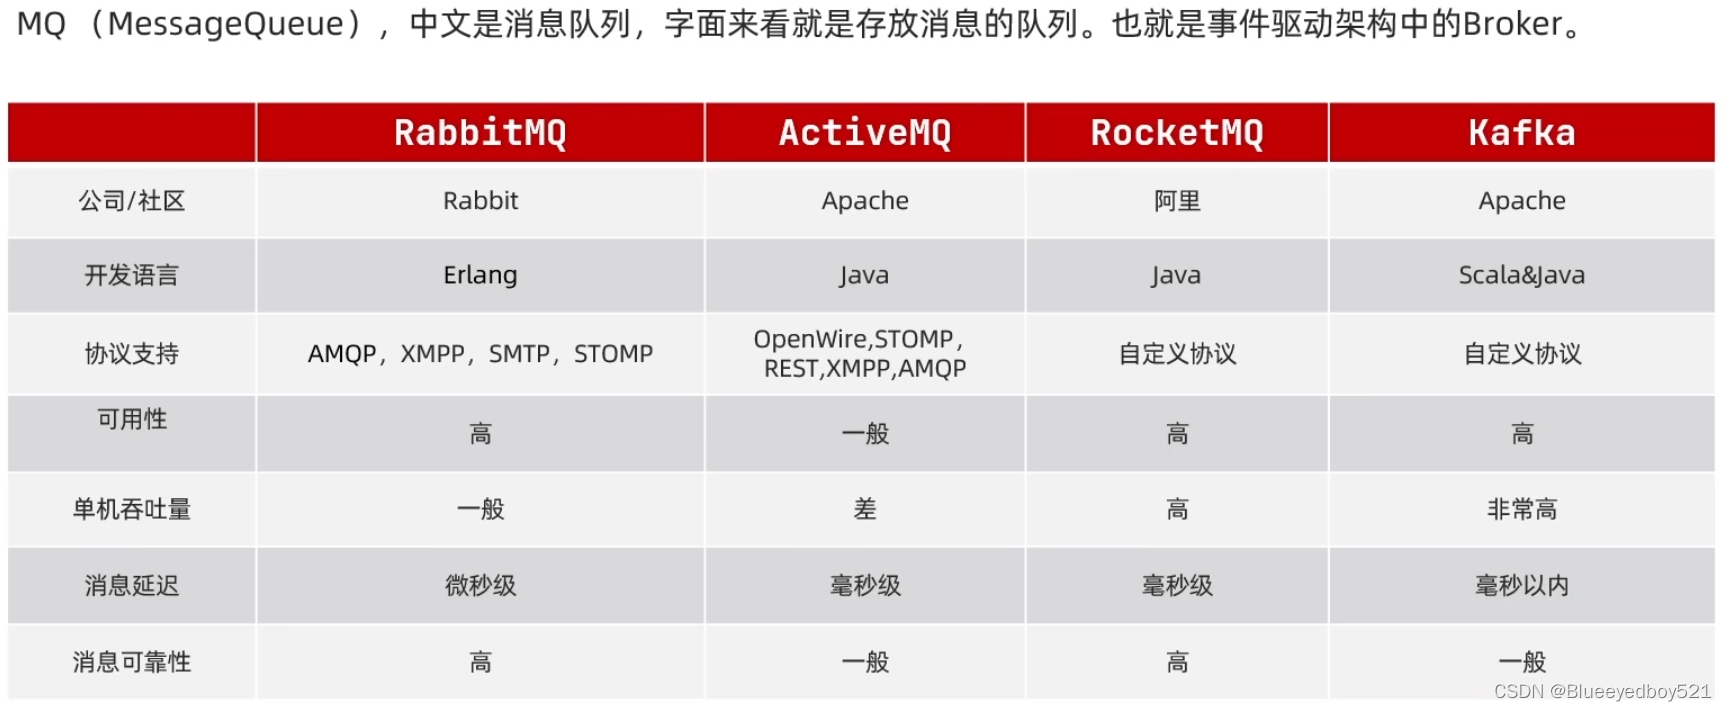 MQ（MessageQueue），中文是消息队列，字面来看就是存放消息的队列。也就是事件驱动架构中的Broker。
RabbitMQ ActiveMQ RocketMQ Kafka
公司/社区 Rabbit Apache 阿里 Apache
开发语言 Erlang Java Java Scala&Java
协议支持 AMQP，XMPP，SMTP，STOMP OpenWire,STOMP， 自定义协议 自定义协议
REST,XMPP,AMQP
可用性 高 一般 高 高
单机吞吐量 一般 差 高 非常高
消息延迟 微秒级 毫秒级 毫秒级 毫秒以内
消息可靠性 高 一般 高 一般
CSDN @Blueeyedboy521